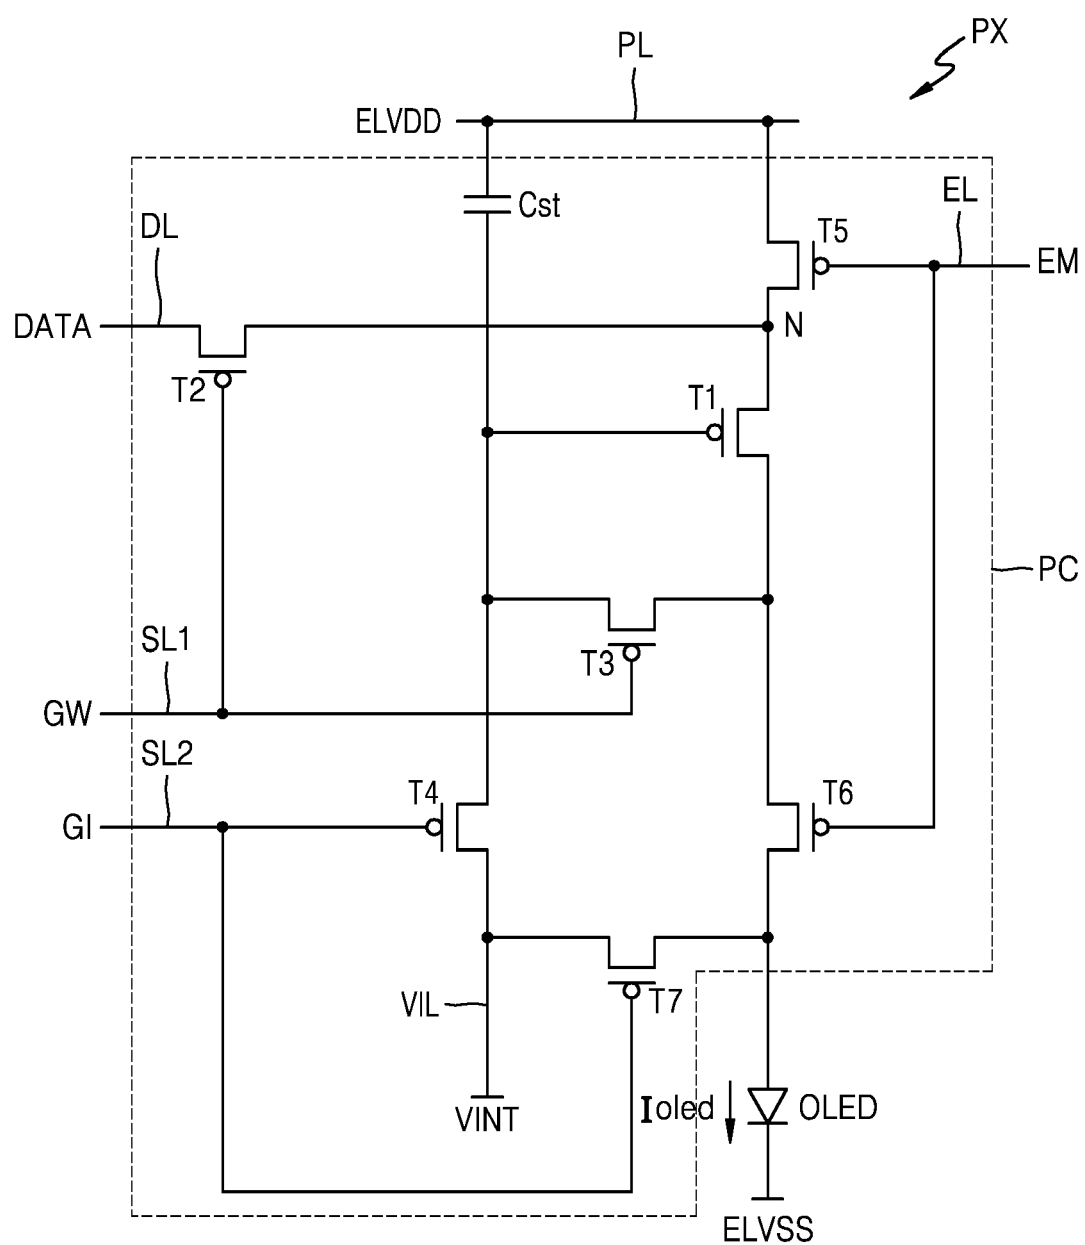 PX
PL
ELVDD
Cst
EL
DL
T5
EM
DATA
N
T2
T1
PC
SL1
T3
GW
SL2
T4
T6
GI
VIL
T7
VINT
Ioled
OLED
ELVSS